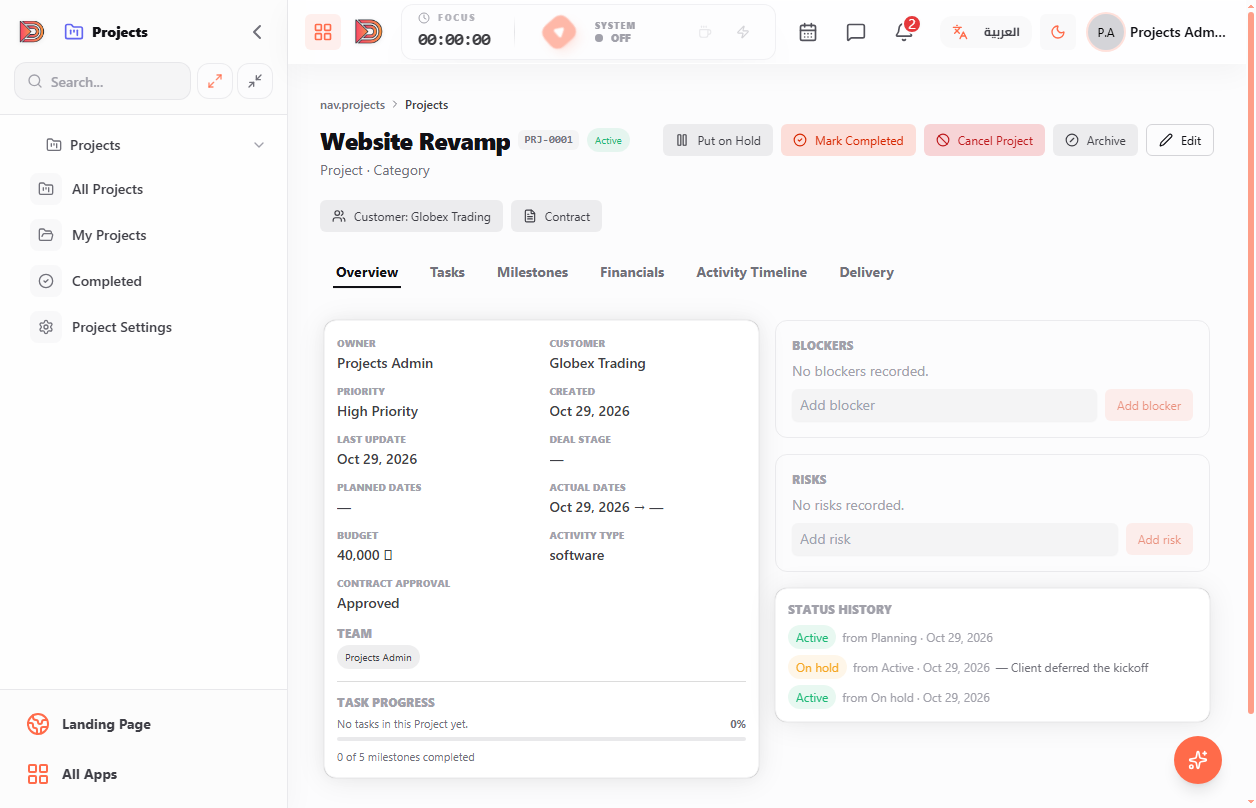 Projects
Search...
Projects
All Projects
My Projects
Completed
Project Settings
Landing Page
All Apps
FOCUS
00:00:00
SYSTEM
OFF
2
العربية
P.A
Projects Adm...
nav.projects > Projects
Website Revamp
PRJ-0001
Active
Put on Hold
Mark Completed
Cancel Project
Archive
Edit
Project · Category
Customer: Globex Trading
Contract
Overview
Tasks
Milestones
Financials
Activity Timeline
Delivery
OWNER
Projects Admin
CUSTOMER
Globex Trading
PRIORITY
High Priority
CREATED
Oct 29, 2026
LAST UPDATE
Oct 29, 2026
DEAL STAGE
—
PLANNED DATES
—
ACTUAL DATES
Oct 29, 2026 → —
BUDGET
40,000
ACTIVITY TYPE
software
CONTRACT APPROVAL
Approved
TEAM
Projects Admin
TASK PROGRESS
No tasks in this Project yet.
0%
0 of 5 milestones completed
BLOCKERS
No blockers recorded.
Add blocker
Add blocker
RISKS
No risks recorded.
Add risk
Add risk
STATUS HISTORY
Active from Planning · Oct 29, 2026
On hold from Active · Oct 29, 2026 — Client deferred the kickoff
Active from On hold · Oct 29, 2026